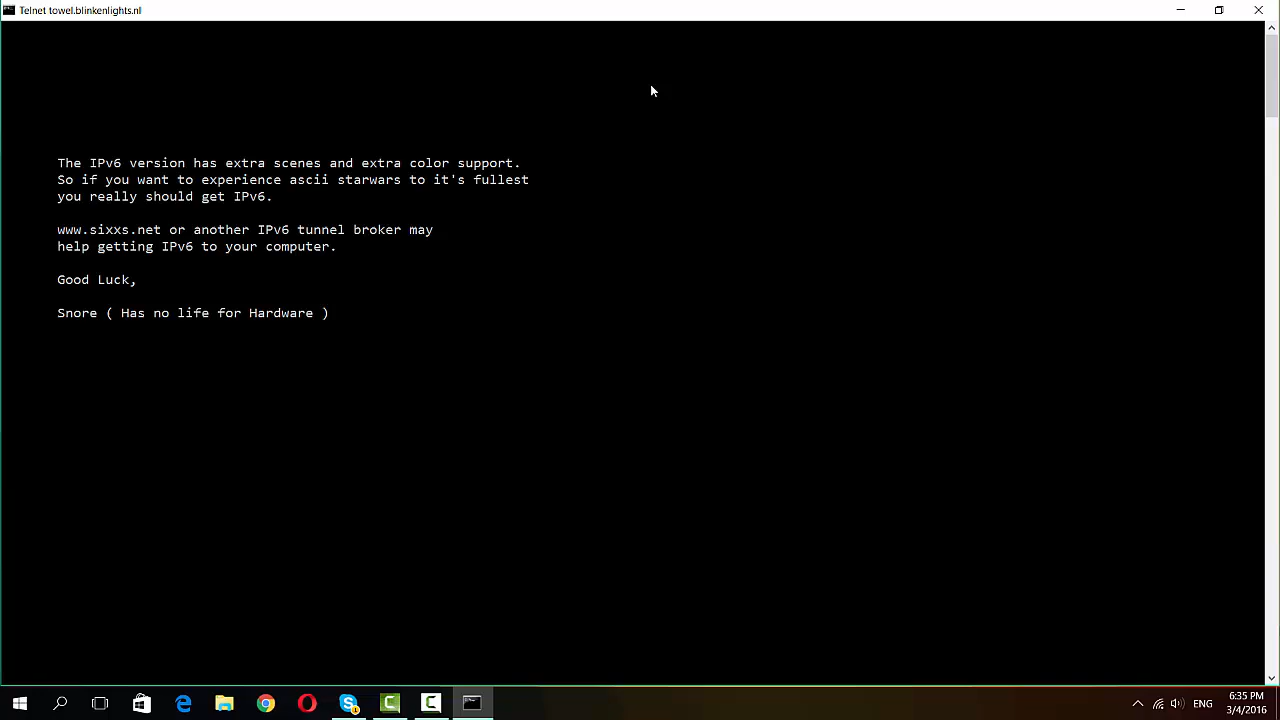 Telnet towel.blinkenlights.nl
The IPv6 version has extra scenes and extra color support.
So if you want to experience ascii starwars to it's fullest
you really should get IPv6.
www.sixxs.net or another IPv6 tunnel broker may
help getting IPv6 to your computer.
Good Luck,
Snore ( Has no life for Hardware )
ENG
6:35 PM
3/4/2016